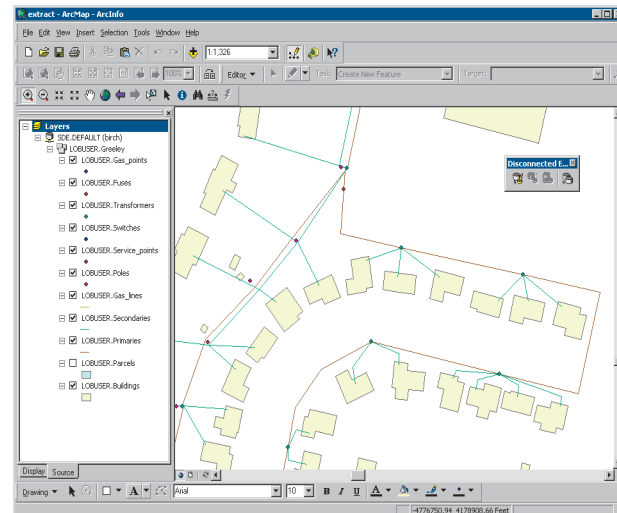 extract - ArcMap - ArcInfo
File Edit View Insert Selection Tools Window Help
1:1,326
100% Editor Task: Create New Feature Target:
Layers
SDE.DEFAULT (birch)
LOBUSER.Greeley
LOBUSER.Gas_points
LOBUSER.Fuses
LOBUSER.Transformers
LOBUSER.Switches
LOBUSER.Service_points
LOBUSER.Poles
LOBUSER.Gas_lines
LOBUSER.Secondaries
LOBUSER.Primaries
LOBUSER.Parcels
LOBUSER.Buildings
Disconnected E...
Display Source
Drawing A Arial 10 B I U A
-4776750.94 4178908.66 Feet